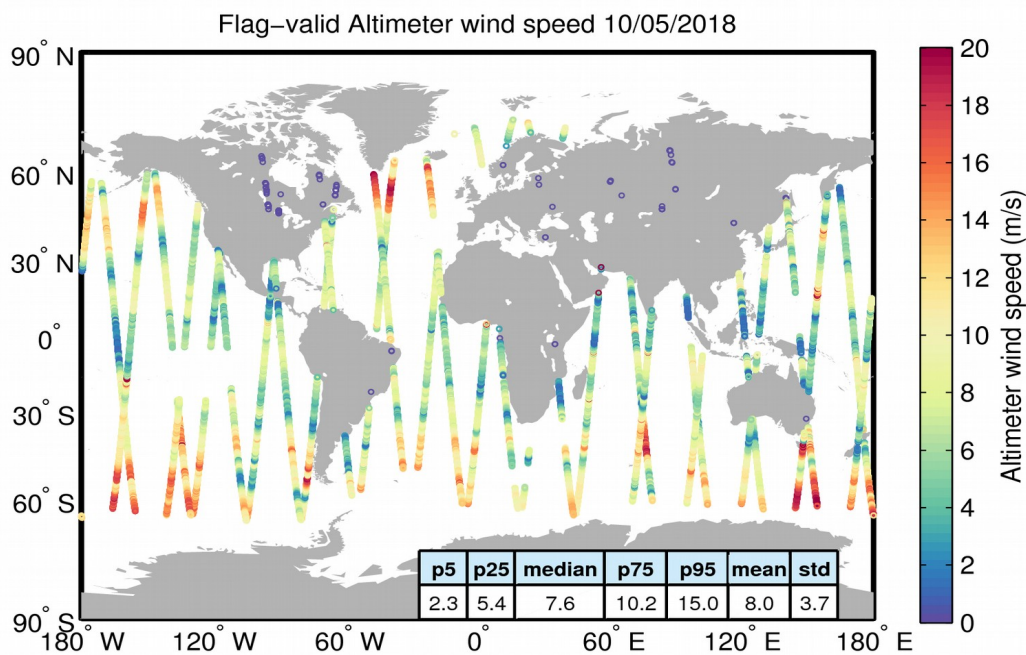 Flag-valid Altimeter wind speed 10/05/2018
90° N
60° N
30° N
0°
30° S
60° S
90° S
180° W
120° W
60° W
0°
60° E
120° E
180° E
p5 p25 median p75 p95 mean std
2.3 5.4 7.6 10.2 15.0 8.0 3.7
20
18
16
14
12
10
8
6
4
2
0
Altimeter wind speed (m/s)